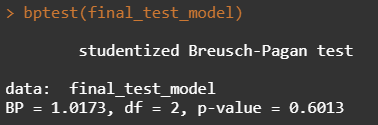 > bptest(final_test_model)
studentized Breusch-Pagan test
data:  final_test_model
BP = 1.0173, df = 2, p-value = 0.6013